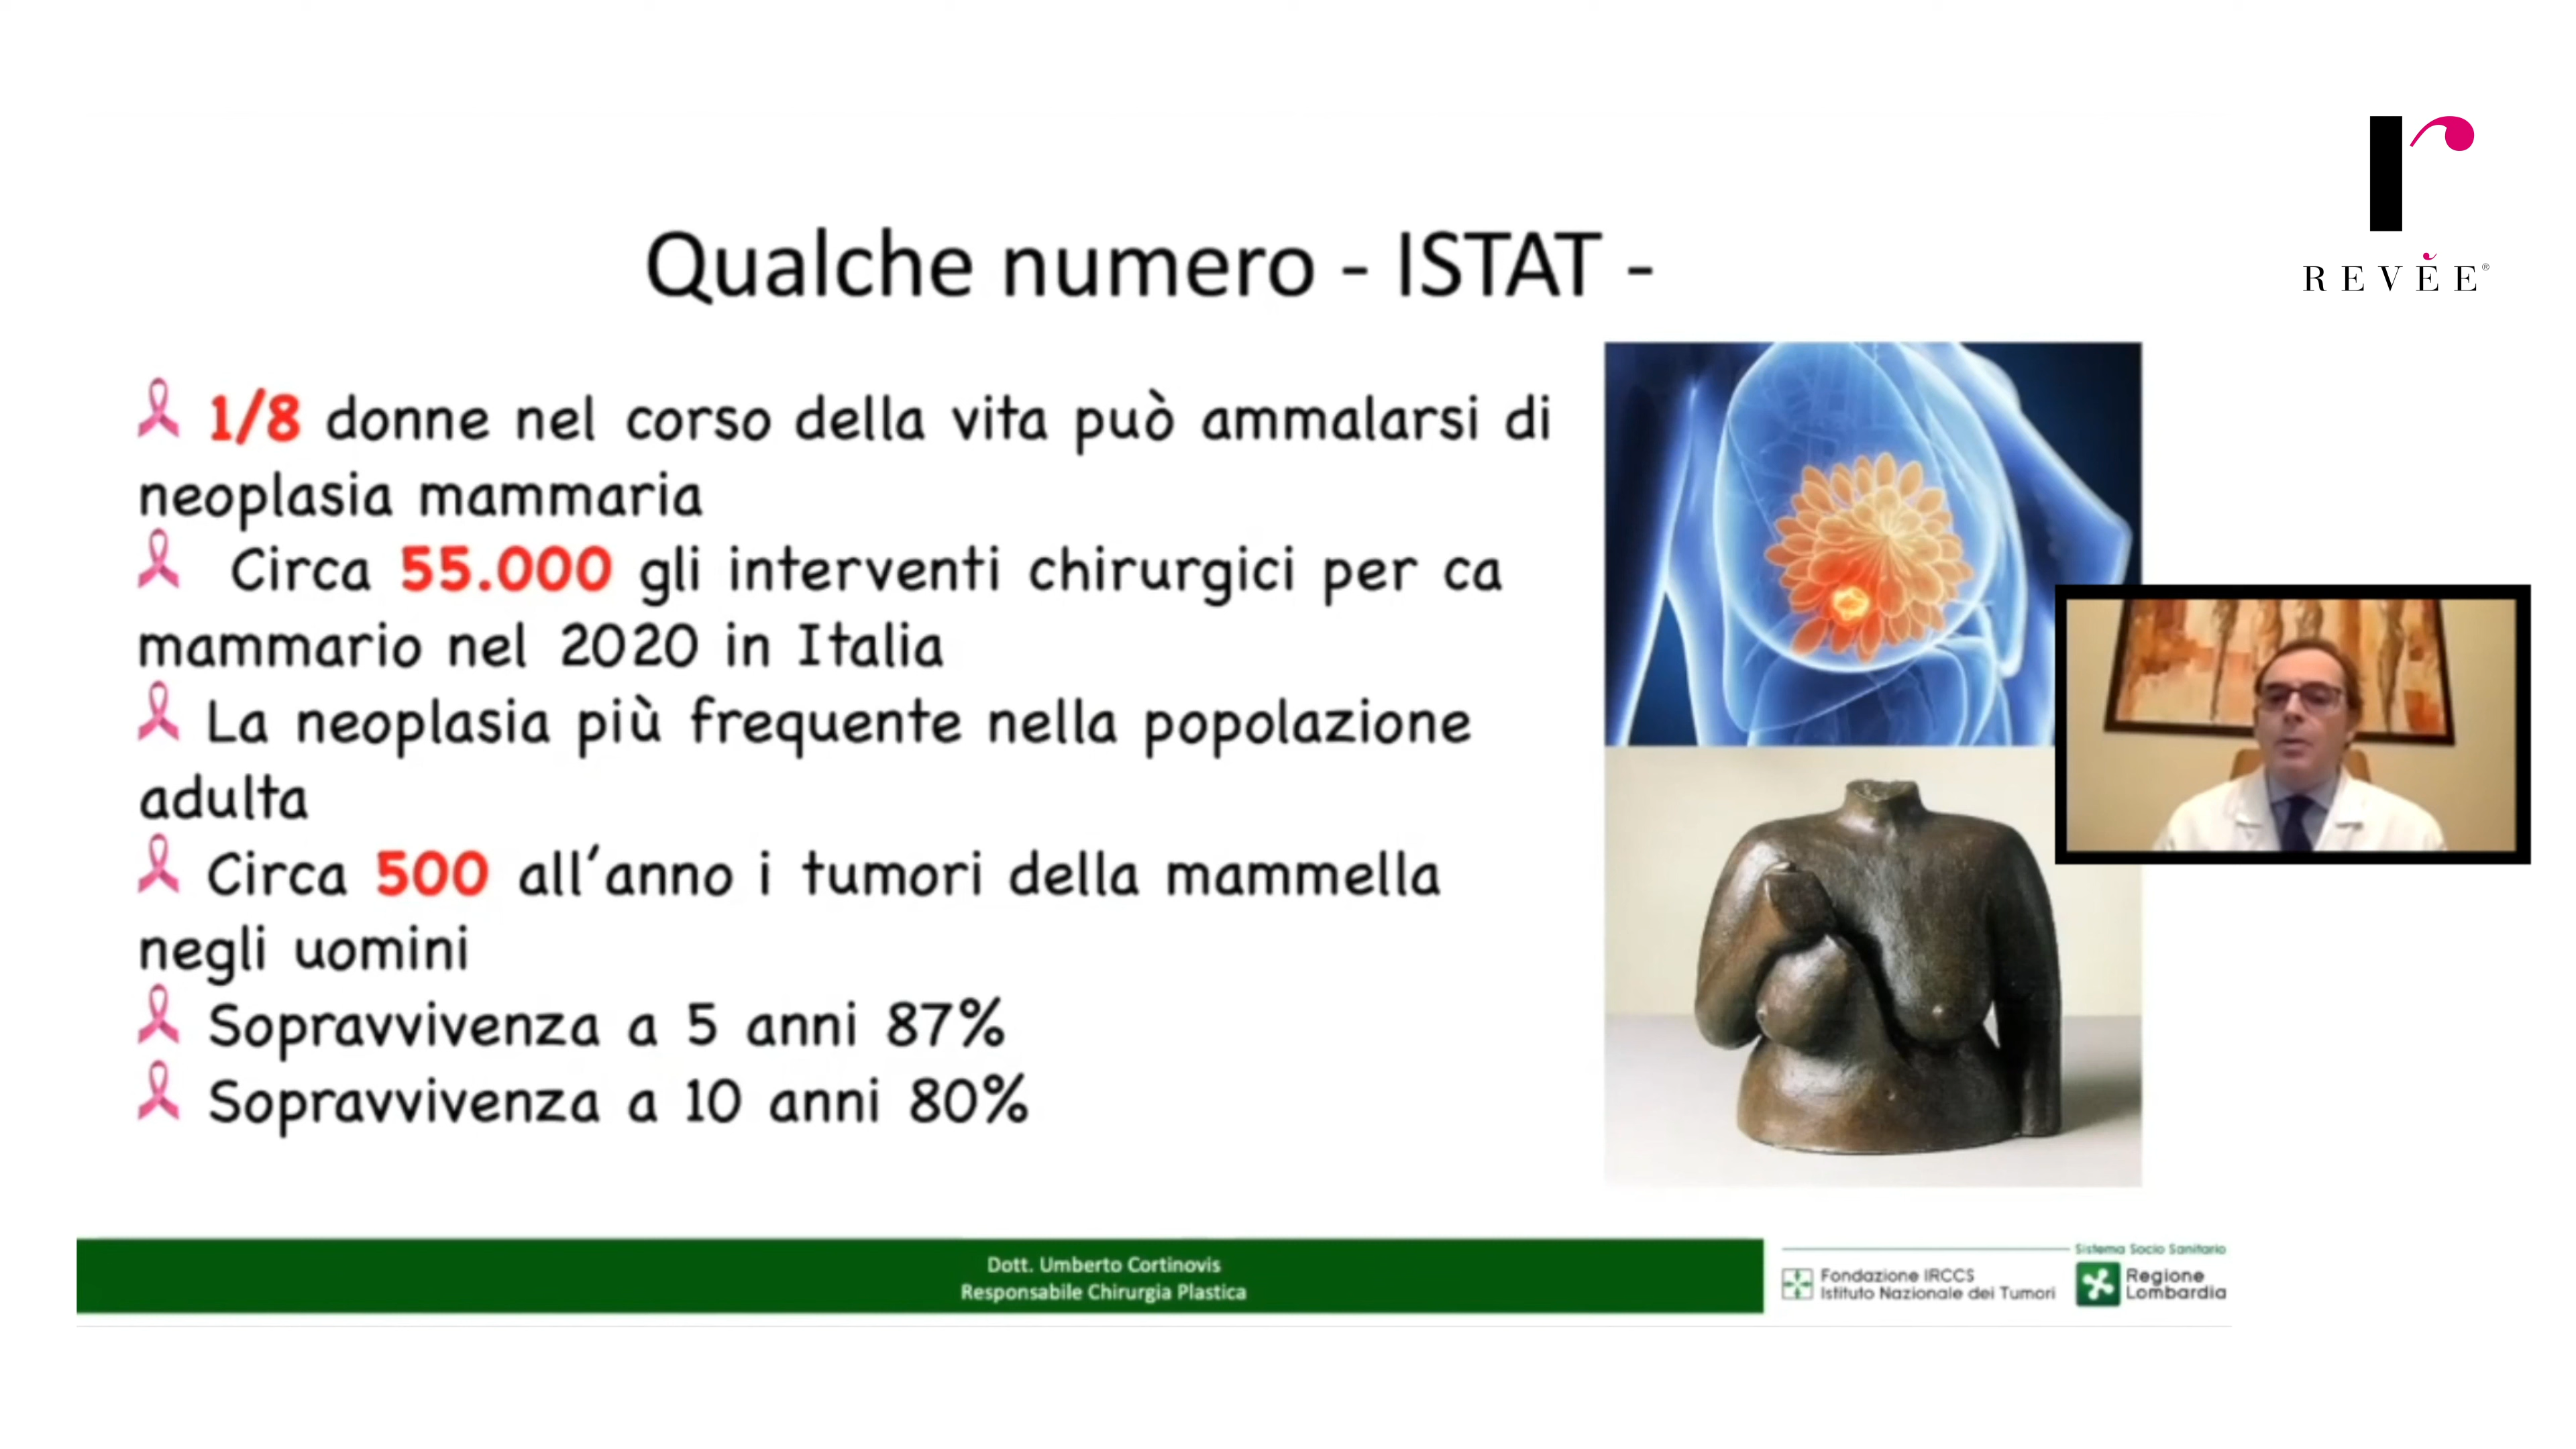 REVĔE®
Qualche numero - ISTAT -
1/8 donne nel corso della vita può ammalarsi di
neoplasia mammaria
Circa 55.000 gli interventi chirurgici per ca
mammario nel 2020 in Italia
La neoplasia più frequente nella popolazione
adulta
Circa 500 all'anno i tumori della mammella
negli uomini
Sopravvivenza a 5 anni 87%
Sopravvivenza a 10 anni 80%
Dott. Umberto Cortinovis
Responsabile Chirurgia Plastica
Fondazione IRCCS
Istituto Nazionale dei Tumori
Sistema Socio Sanitario
Regione
Lombardia